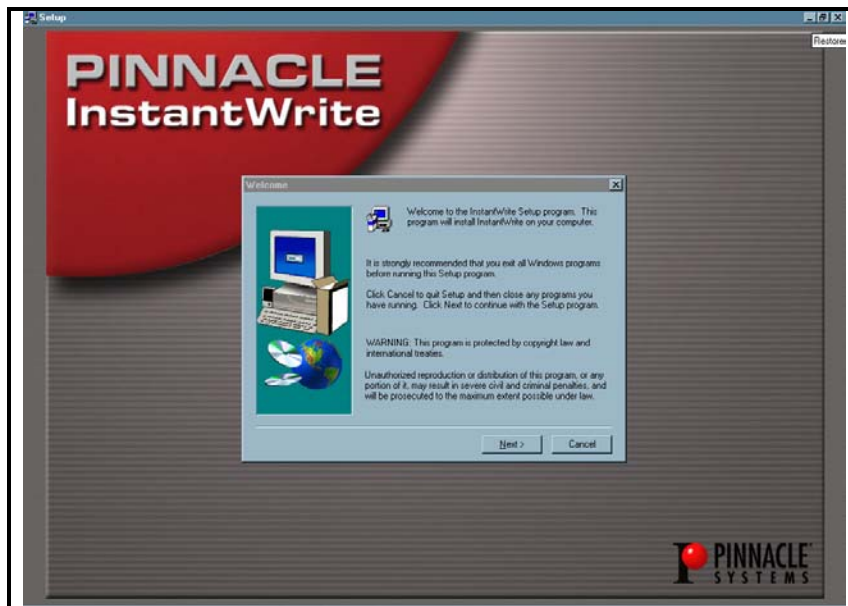 Setup
Restore
PINNACLE
InstantWrite
Welcome
Welcome to the InstantWrite Setup program. This
program will install InstantWrite on your computer.
It is strongly recommended that you exit all Windows programs
before running this Setup program.
Click Cancel to quit Setup and then close any programs you
have running. Click Next to continue with the Setup program.
WARNING: This program is protected by copyright law and
international treaties.
Unauthorized reproduction or distribution of this program, or any
portion of it, may result in severe civil and criminal penalties, and
will be prosecuted to the maximum extent possible under law.
Next >
Cancel
PINNACLE
SYSTEMS